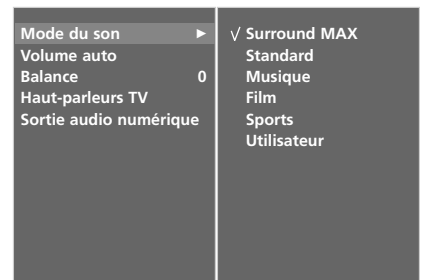 Mode du son ►
Volume auto
Balance 0
Haut-parleurs TV
Sortie audio numérique
√ Surround MAX
Standard
Musique
Film
Sports
Utilisateur